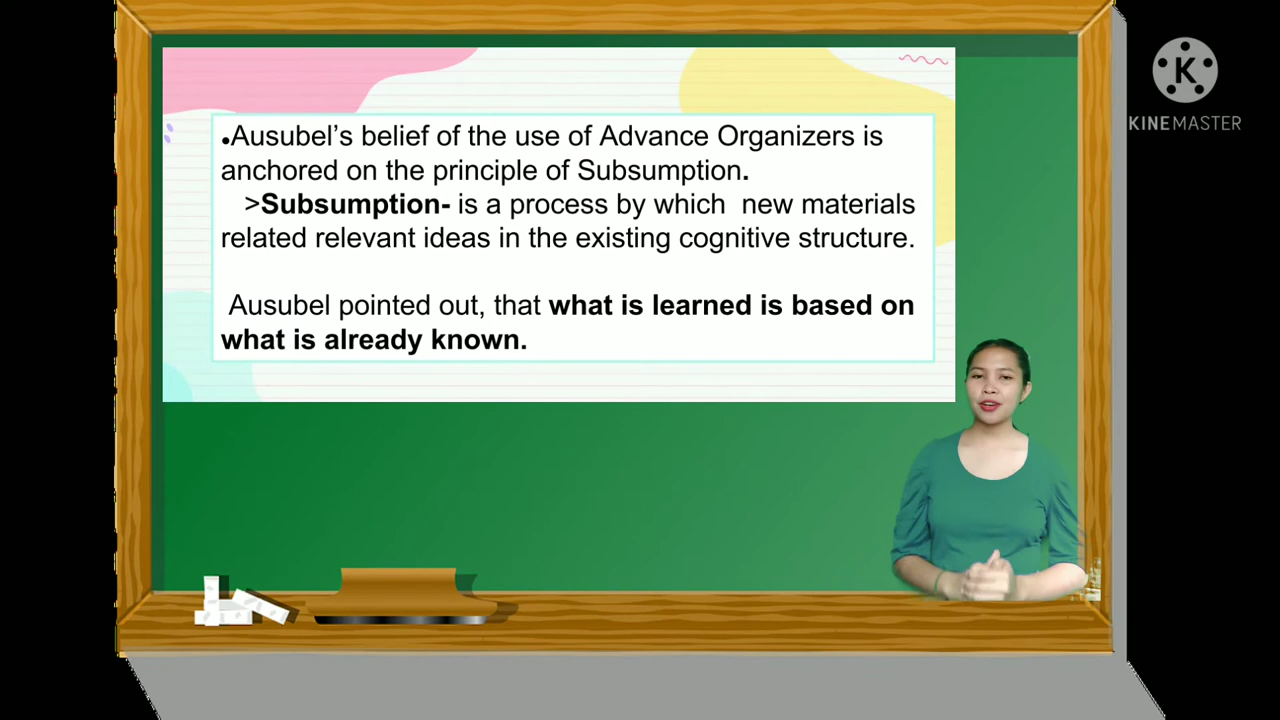 •Ausubel's belief of the use of Advance Organizers is
anchored on the principle of Subsumption.
>Subsumption- is a process by which new materials
related relevant ideas in the existing cognitive structure.
Ausubel pointed out, that what is learned is based on
what is already known.
K
KINEMASTER